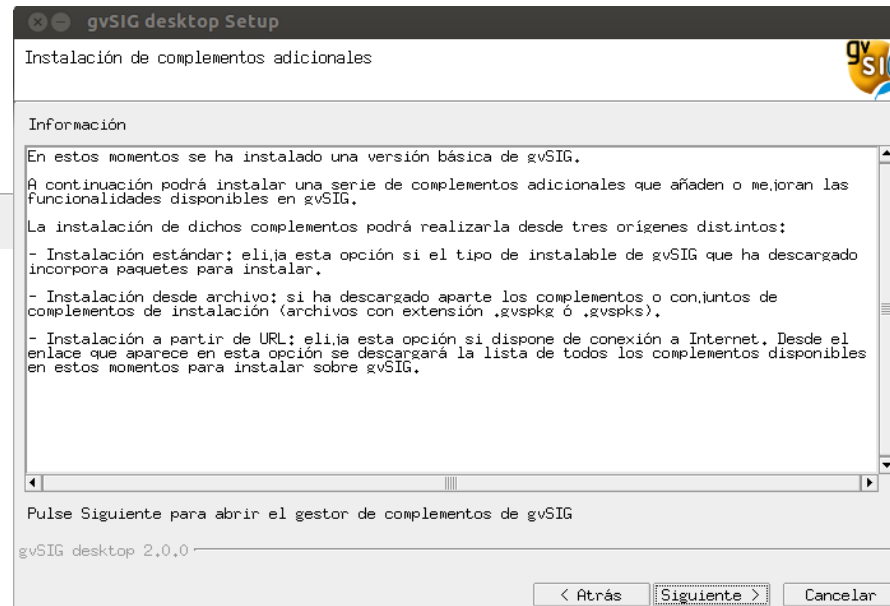 gvSIG desktop Setup
Instalación de complementos adicionales
gv
SI
Información
En estos momentos se ha instalado una versión básica de gvSIG.
A continuación podrá instalar una serie de complementos adicionales que añaden o mejoran las
funcionalidades disponibles en gvSIG.
La instalación de dichos complementos podrá realizarla desde tres orígenes distintos:
- Instalación estándar: elija esta opción si el tipo de instalable de gvSIG que ha descargado
incorpora paquetes para instalar.
- Instalación desde archivo: si ha descargado aparte los complementos o conjuntos de
complementos de instalación (archivos con extensión .gvspkg ó .gvspks).
- Instalación a partir de URL: elija esta opción si dispone de conexión a Internet. Desde el
enlace que aparece en esta opción se descargará la lista de todos los complementos disponibles
en estos momentos para instalar sobre gvSIG.
Pulse Siguiente para abrir el gestor de complementos de gvSIG
gvSIG desktop 2.0.0
< Atrás Siguiente > Cancelar